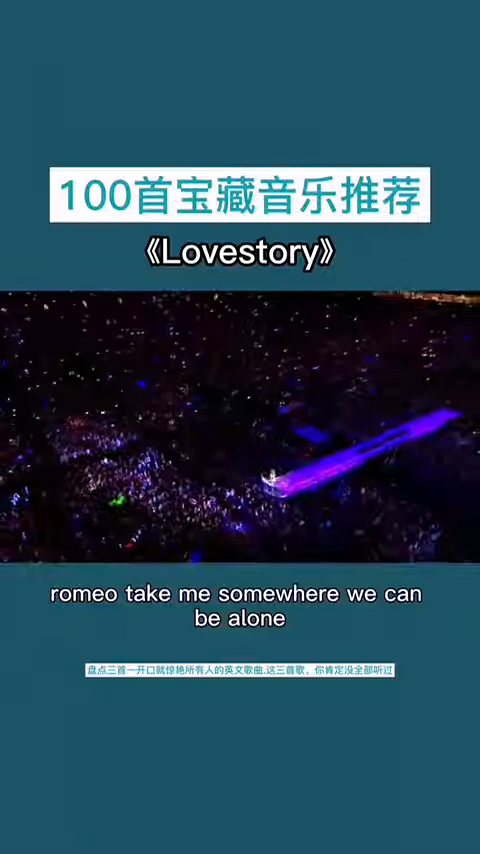 100首宝藏音乐推荐
《Lovestory》
romeo take me somewhere we can
be alone
盘点三首一开口就惊艳所有人的英文歌曲.这三首歌，你肯定没全部听过